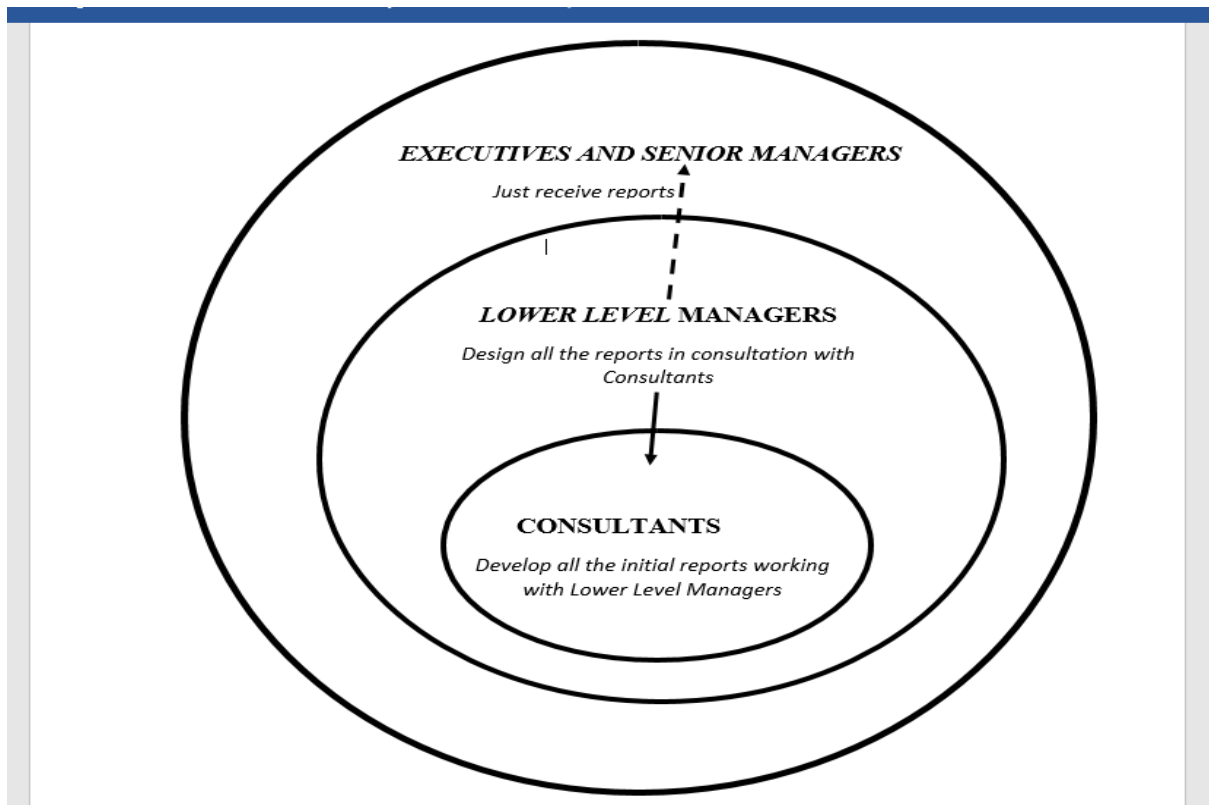 EXECUTIVES AND SENIOR MANAGERS
Just receive reports
LOWER LEVEL MANAGERS
Design all the reports in consultation with
Consultants
CONSULTANTS
Develop all the initial reports working
with Lower Level Managers